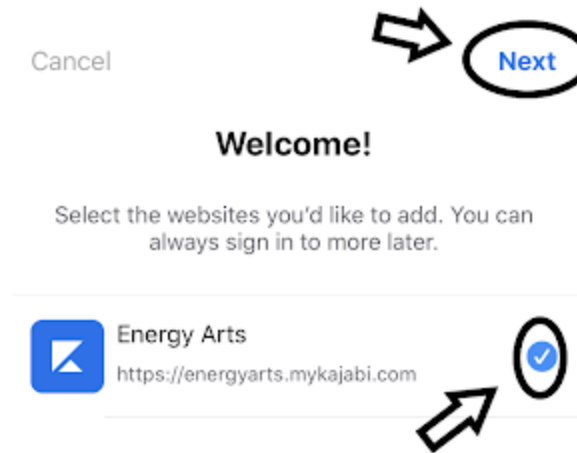 Cancel
Next
Welcome!
Select the websites you'd like to add. You can
always sign in to more later.
Energy Arts
https://energyarts.mykajabi.com